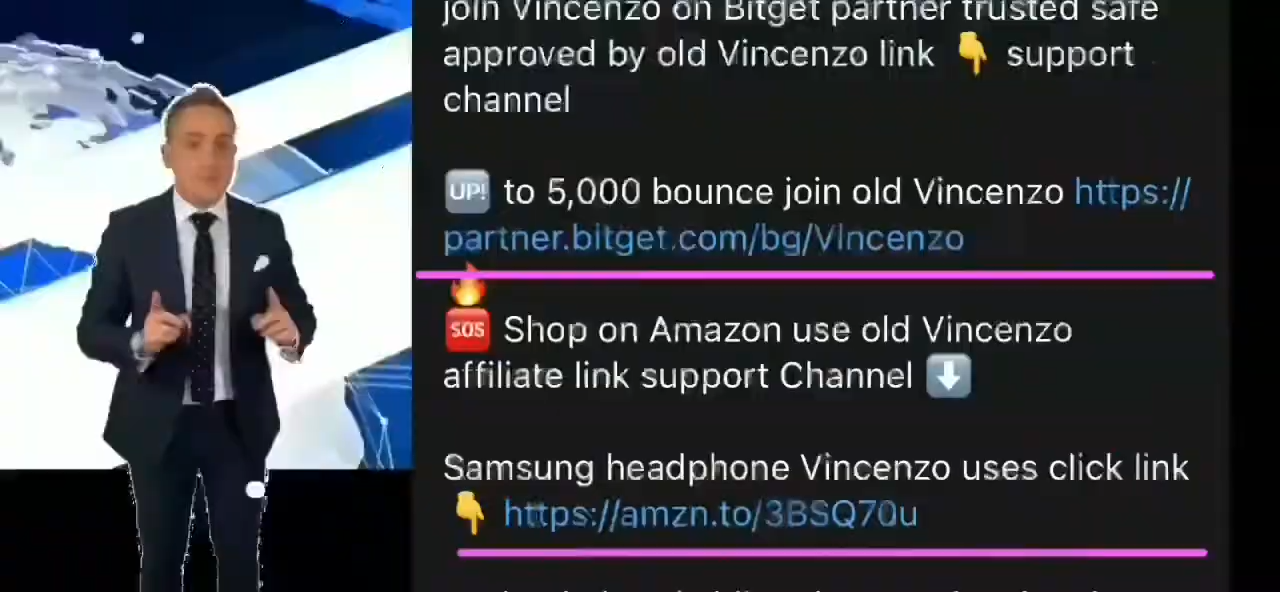 join Vincenzo on Bitget partner trusted safe
approved by old Vincenzo link 👇 support
channel
UP! to 5,000 bounce join old Vincenzo https://
partner.bitget.com/bg/Vincenzo
SOS Shop on Amazon use old Vincenzo
affiliate link support Channel ⬇️
Samsung headphone Vincenzo uses click link
👇 https://amzn.to/3BSQ70u